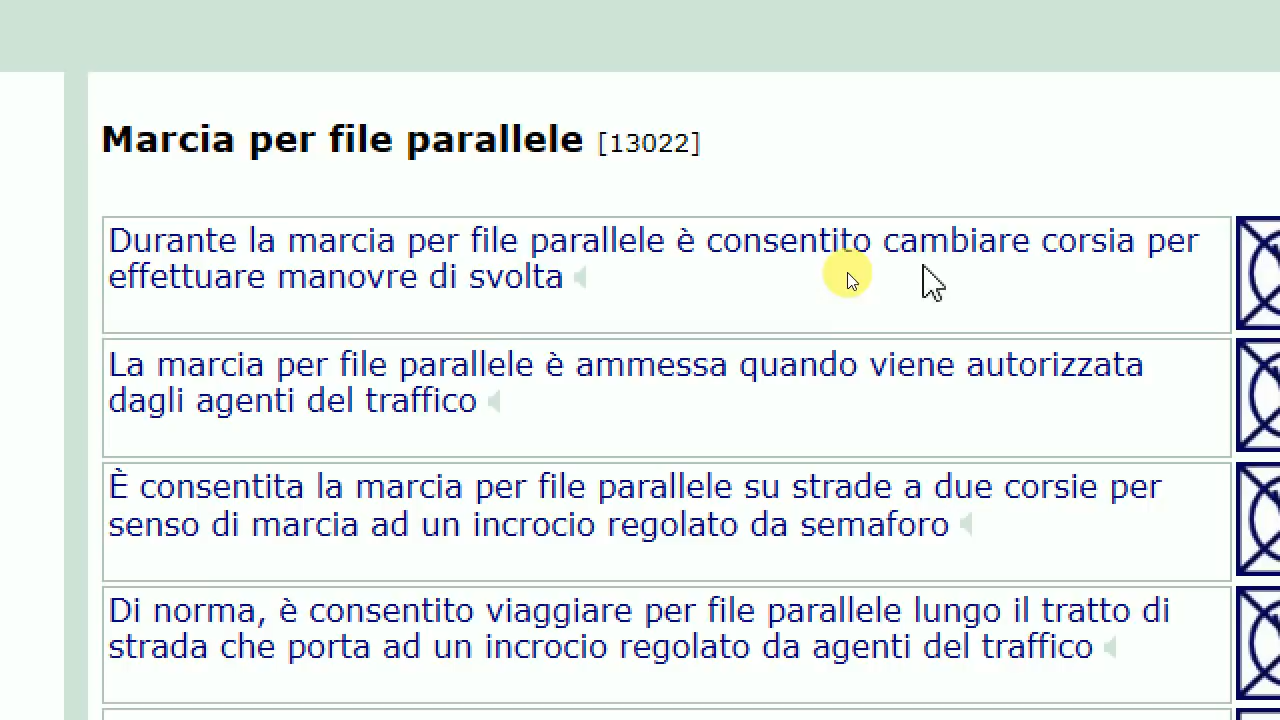 Marcia per file parallele [13022]
Durante la marcia per file parallele è consentito cambiare corsia per
effettuare manovre di svolta
La marcia per file parallele è ammessa quando viene autorizzata
dagli agenti del traffico
È consentita la marcia per file parallele su strade a due corsie per
senso di marcia ad un incrocio regolato da semaforo
Di norma, è consentito viaggiare per file parallele lungo il tratto di
strada che porta ad un incrocio regolato da agenti del traffico